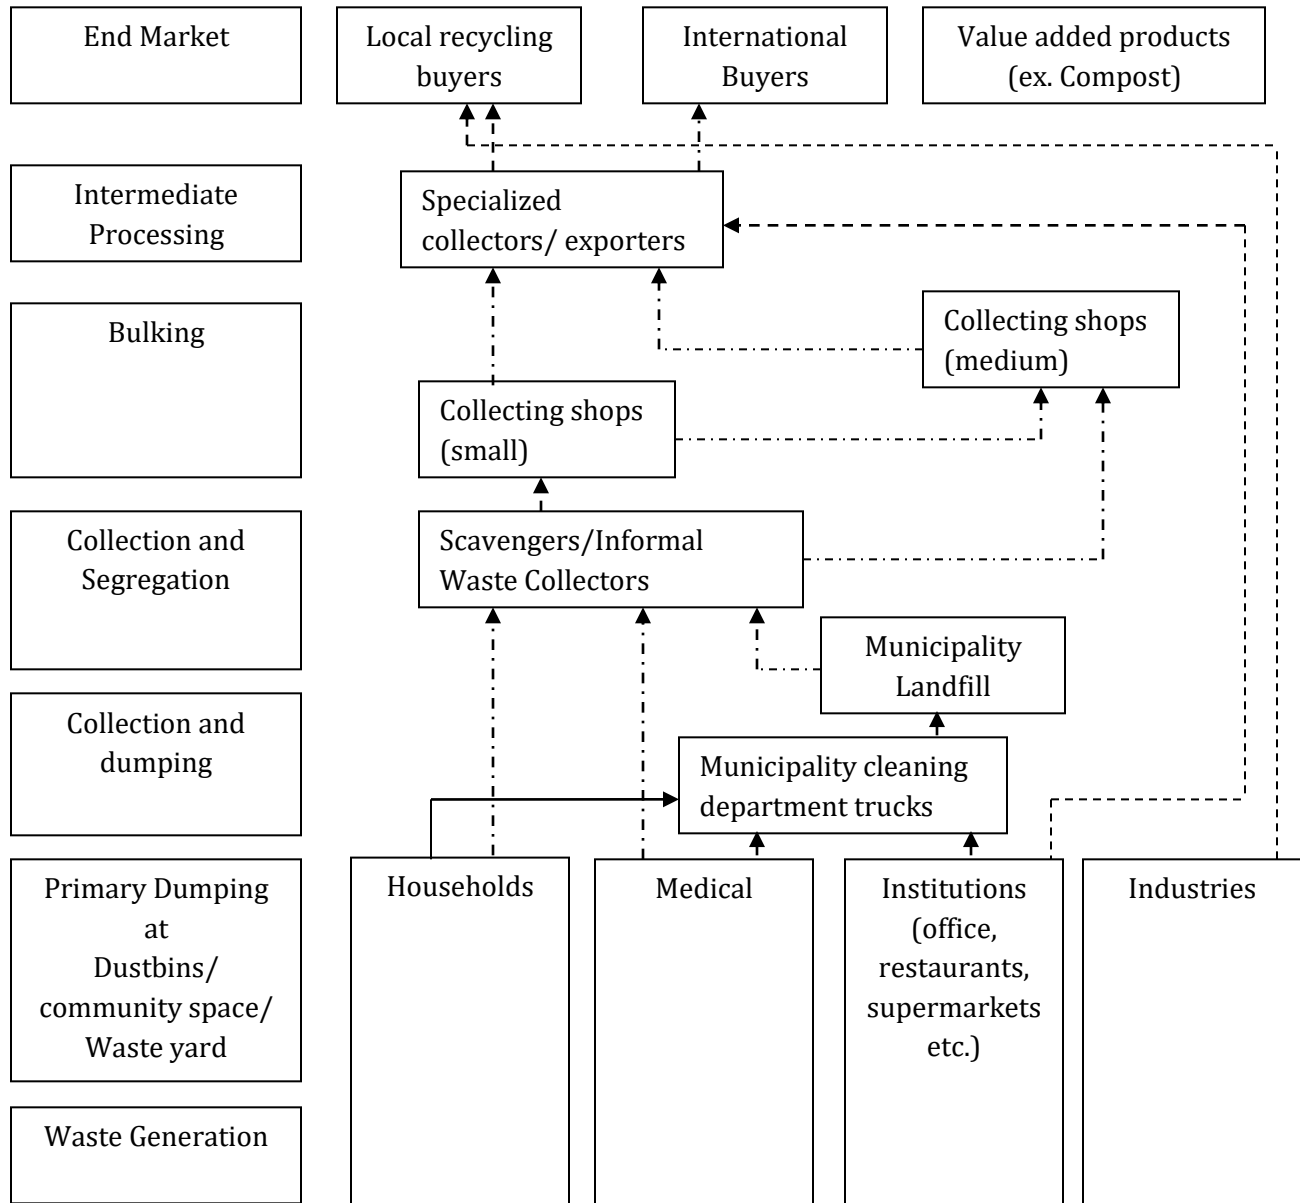 End Market
Local recycling
buyers
International
Buyers
Value added products
(ex. Compost)
Intermediate
Processing
Specialized
collectors/ exporters
Bulking
Collecting shops
(medium)
Collecting shops
(small)
Collection and
Segregation
Scavengers/Informal
Waste Collectors
Municipality
Landfill
Collection and
dumping
Municipality cleaning
department trucks
Primary Dumping
at
Dustbins/
community space/
Waste yard
Households
Medical
Institutions
(office,
restaurants,
supermarkets
etc.)
Industries
Waste Generation